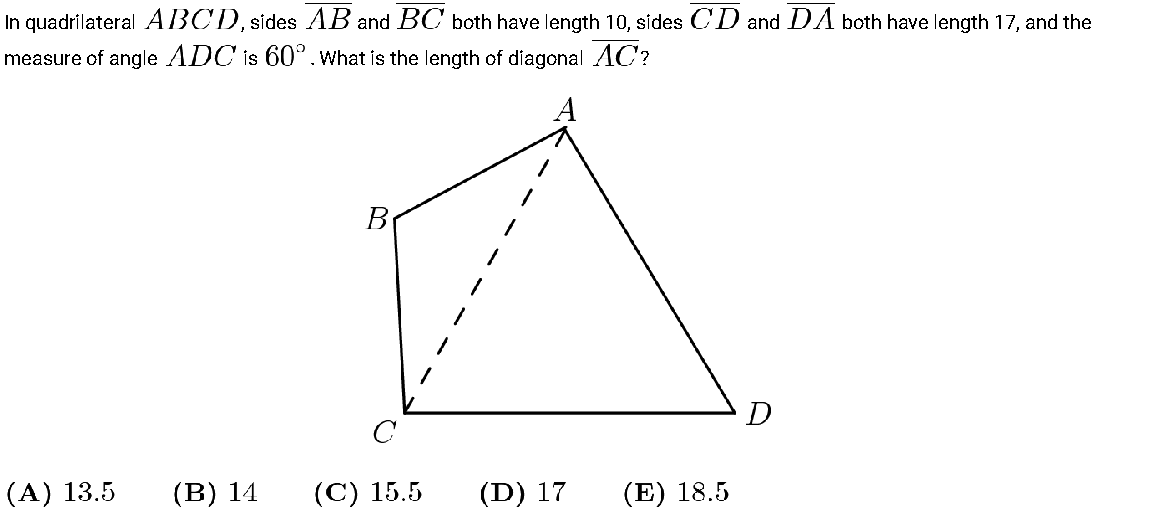 In quadrilateral ABCD, sides AB and BC both have length 10, sides CD and DA both have length 17, and the
measure of angle ADC is 60°. What is the length of diagonal AC?
A
B
C
D
(A) 13.5 (B) 14 (C) 15.5 (D) 17 (E) 18.5